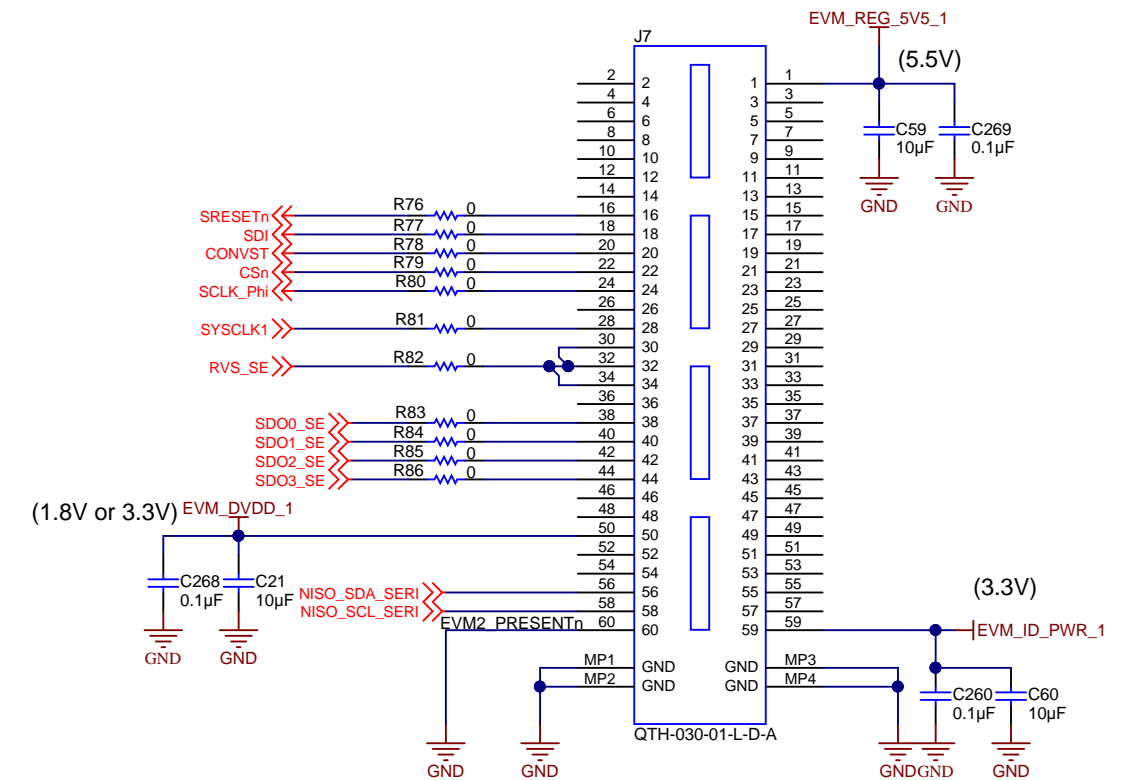 EVM_REG_5V5_1
J7
(5.5V)
2 2 1 1
4 4 3 3
6 6 5 5
C59 C269
8 8 7 7
10µF 0.1µF
10 10 9 9
12 12 11 11
14 14 13 13
GND GND
SRESETn R76 0 16 16 15 15
SDI R77 0 18 18 17 17
CONVST R78 0 20 20 19 19
CSn R79 0 22 22 21 21
SCLK_Phi R80 0 24 24 23 23
26 26 25 25
SYSCLK1 R81 0 28 28 27 27
30 30 29 29
RVS_SE R82 0 32 32 31 31
34 34 33 33
36 36 35 35
SDO0_SE R83 0 38 38 37 37
SDO1_SE R84 0 40 40 39 39
SDO2_SE R85 0 42 42 41 41
SDO3_SE R86 0 44 44 43 43
46 46 45 45
(1.8V or 3.3V) EVM_DVDD_1
48 48 47 47
50 50 49 49
52 52 51 51
54 54 53 53
C268 C21
0.1µF 10µF
NISO_SDA_SERI 56 56 55 55
(3.3V)
NISO_SCL_SERI 58 58 57 57
EVM2_PRESENTn 60 60 59 59
EVM_ID_PWR_1
GND GND
MP1 GND GND MP3
MP2 GND GND MP4
C260 C60
0.1µF 10µF
QTH-030-01-L-D-A
GND GND GND GND GND